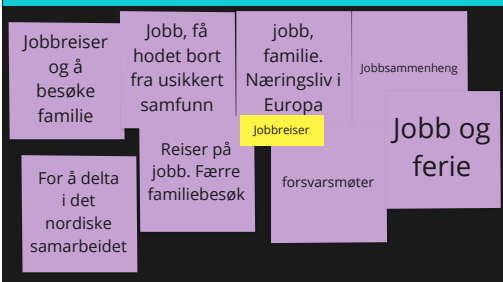 Jobbreiser
og å
besøke
familie
Jobb, få
hodet bort
fra usikkert
samfunn
jobb,
familie.
Næringsliv i
Europa
Jobbsammenheng
Jobbreiser
Reiser på
jobb. Færre
familiebesøk
forsvarsmøter
Jobb og
ferie
For å delta
i det
nordiske
samarbeidet